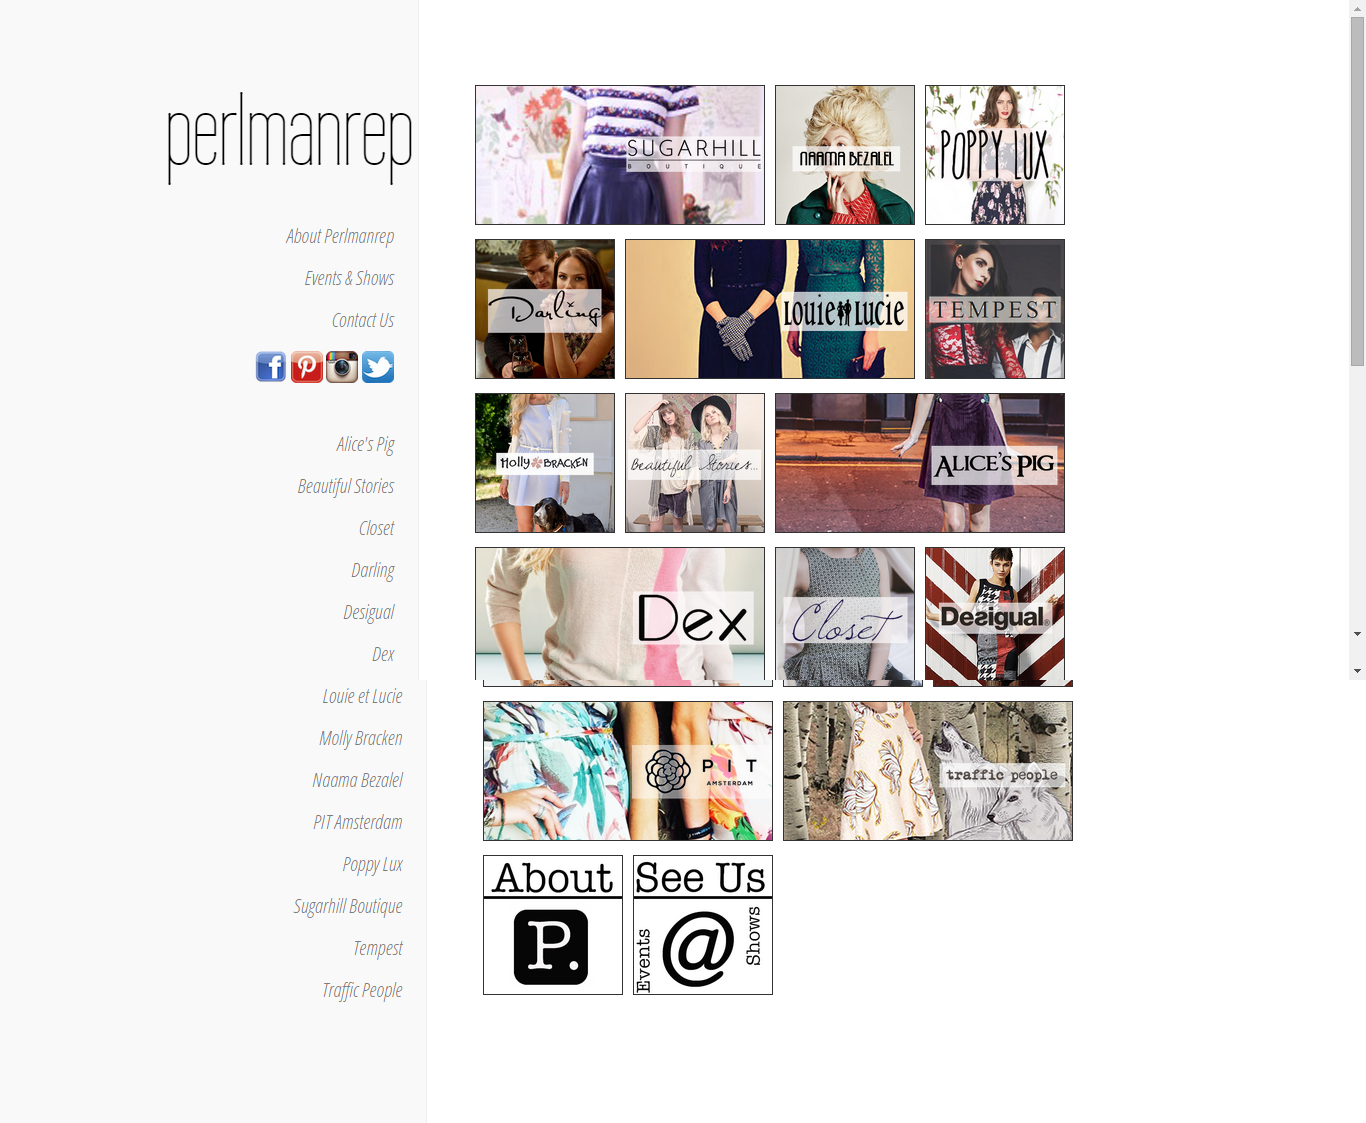 perlmanrep
About Perlmanrep
Events & Shows
Contact Us
Alice's Pig
Beautiful Stories
Closet
Darling
Desigual
Dex
Louie et Lucie
Molly Bracken
Naama Bezalel
PIT Amsterdam
Poppy Lux
Sugarhill Boutique
Tempest
Traffic People
SUGARHILL
BOUTIQUE
NAAMA BEZALEL
POPPY LUX
Darling
LOUIE LUCIE
TEMPEST
Molly BRACKEN
Beautiful Stories...
ALICE'S PIG
Dex
Closet
Desigual®
PIT
AMSTERDAM
traffic people
About
P.
See Us
Events
@
Shows